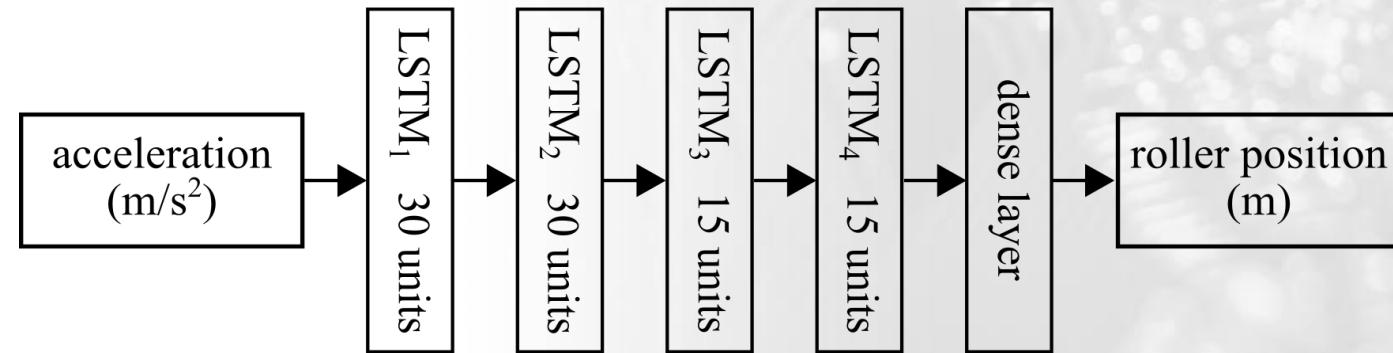 acceleration
(m/s²)
LSTM₁ 30 units
LSTM₂ 30 units
LSTM₃ 15 units
LSTM₄ 15 units
dense layer
roller position
(m)